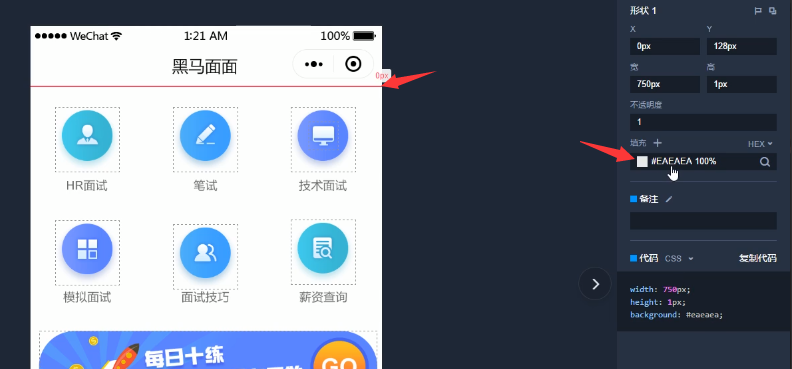 WeChat 1:21 AM 100%
黑马面面
0px
HR面试 笔试 技术面试
模拟面试 面试技巧 薪资查询
每日十练
GO
形状 1
X Y
0px 128px
宽 高
750px 1px
不透明度
1
填充 HEX
#EAEAEA 100%
备注
代码 CSS 复制代码
width: 750px;
height: 1px;
background: #eaeaea;